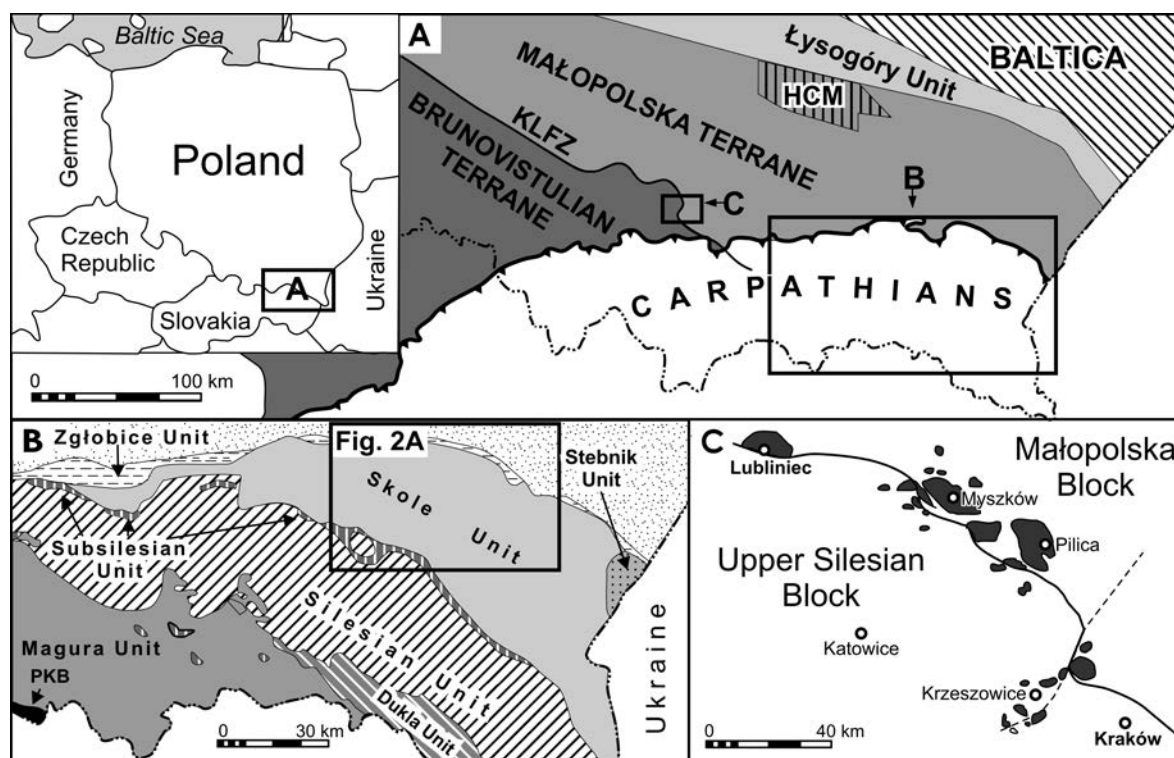 Baltic Sea
Germany
Poland
Czech
Republic
Slovakia
Ukraine
A
0 100 km
A
Łysogóry Unit
BALTICA
MAŁOPOLSKA TERRANE
HCM
KLFZ
BRUNOVISTULIAN
TERRANE
B
C
CARPATHIANS
B
Zgłobice Unit
Fig. 2A
Stebnik
Unit
Skole
Unit
Subsilesian
Unit
Silesian Unit
Magura Unit
PKB
Dukla Unit
Ukraine
0 30 km
C
Lubliniec
Małopolska
Block
Myszków
Pilica
Upper Silesian
Block
Katowice
Krzeszowice
Kraków
0 40 km